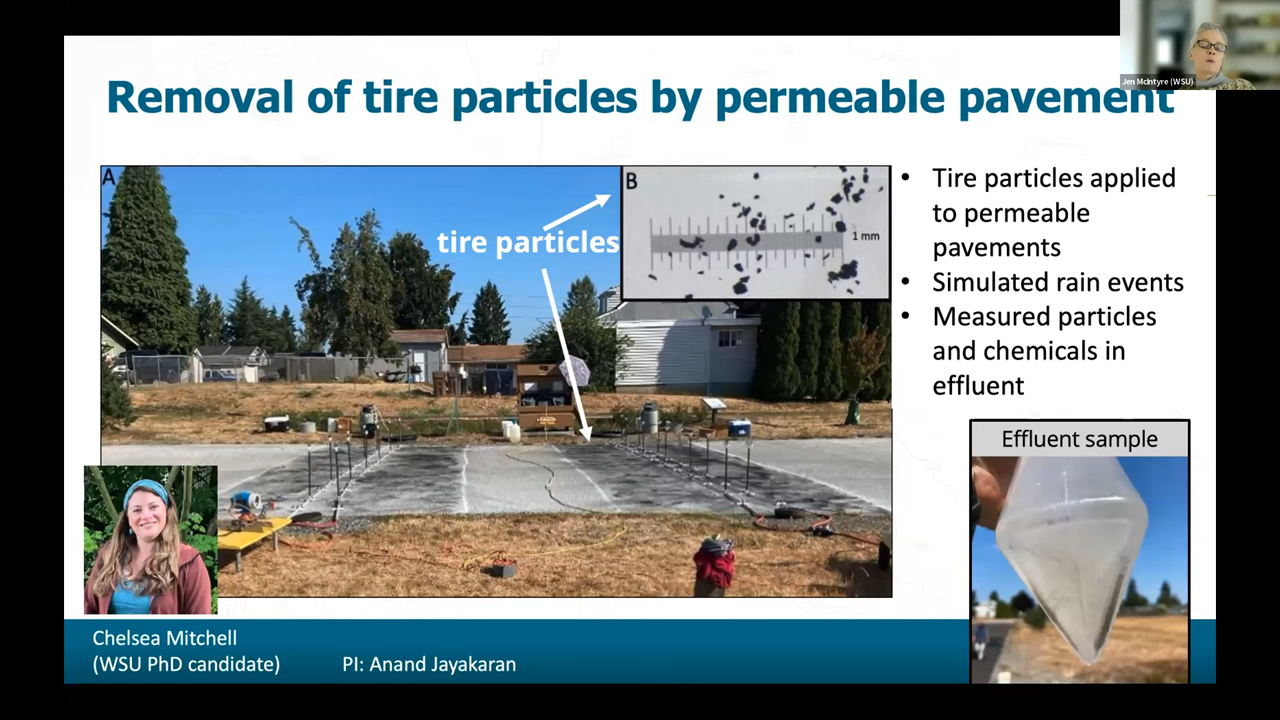 Jen McIntyre (WSU)
Removal of tire particles by permeable pavement
A
B
tire particles
1 mm
• Tire particles applied
to permeable
pavements
• Simulated rain events
• Measured particles
and chemicals in
effluent
Effluent sample
Chelsea Mitchell
(WSU PhD candidate)
PI: Anand Jayakaran